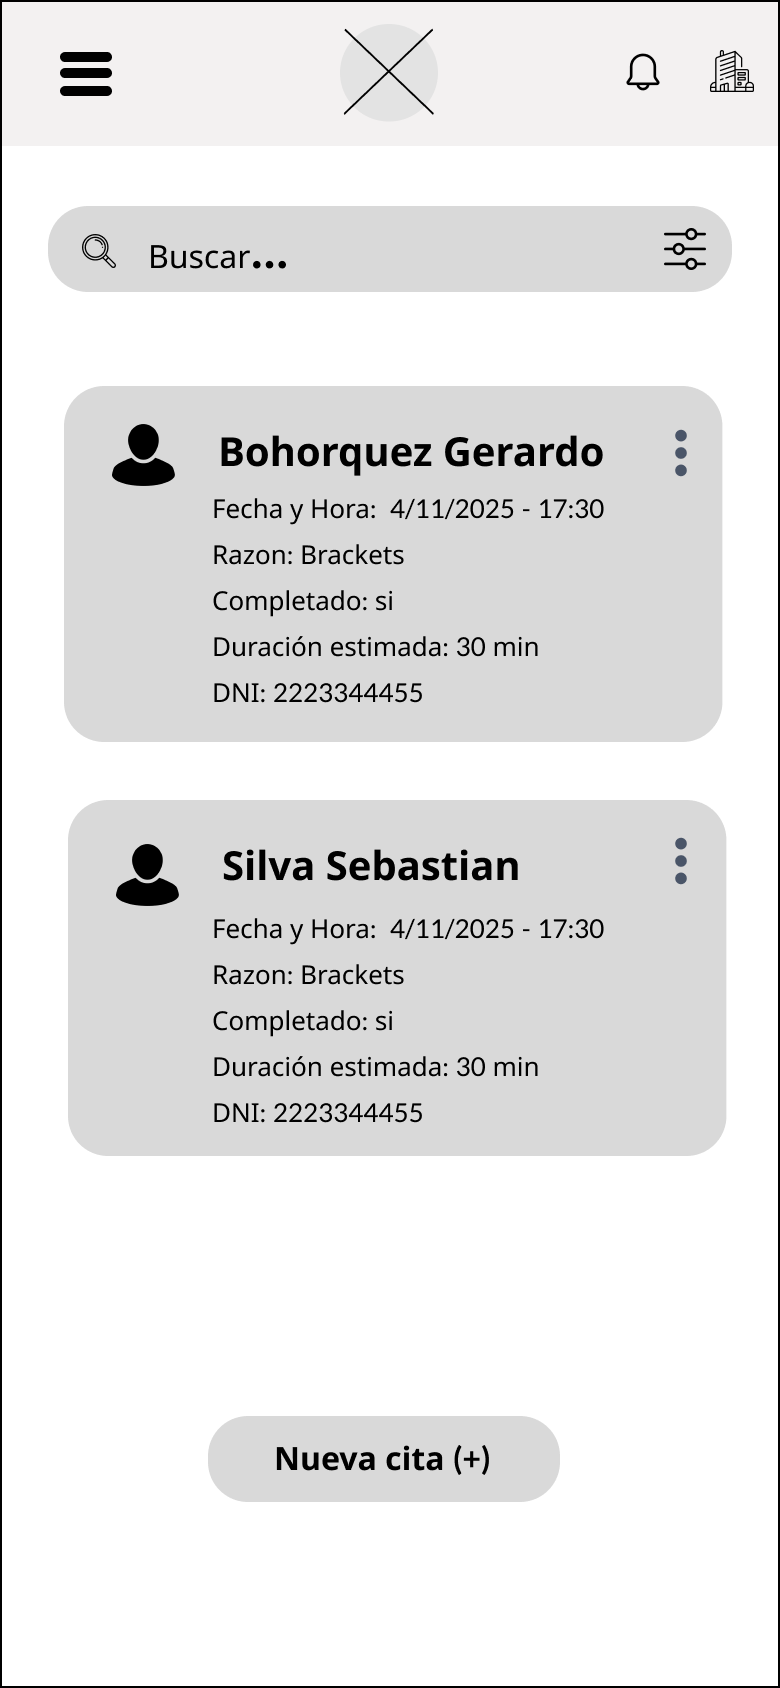 Buscar...
Bohorquez Gerardo
Fecha y Hora: 4/11/2025 - 17:30
Razon: Brackets
Completado: si
Duración estimada: 30 min
DNI: 2223344455
Silva Sebastian
Fecha y Hora: 4/11/2025 - 17:30
Razon: Brackets
Completado: si
Duración estimada: 30 min
DNI: 2223344455
Nueva cita (+)